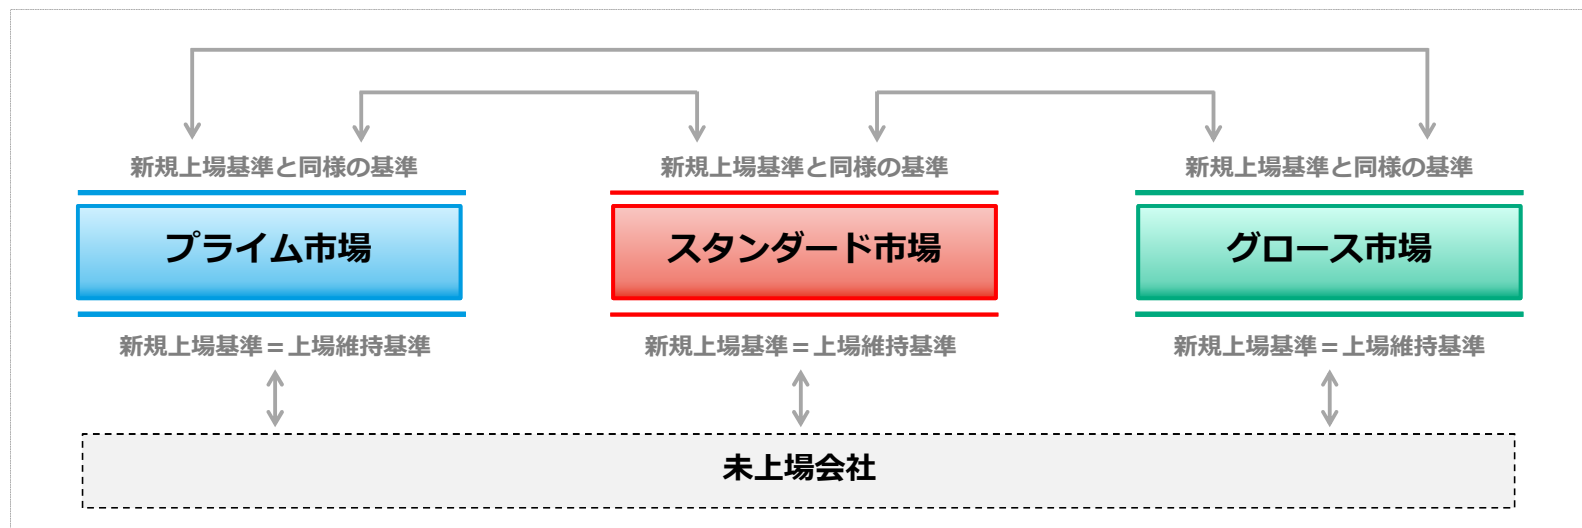 新規上場基準と同様の基準
新規上場基準と同様の基準
新規上場基準と同様の基準
プライム市場
スタンダード市場
グロース市場
新規上場基準＝上場維持基準
新規上場基準＝上場維持基準
新規上場基準＝上場維持基準
未上場会社